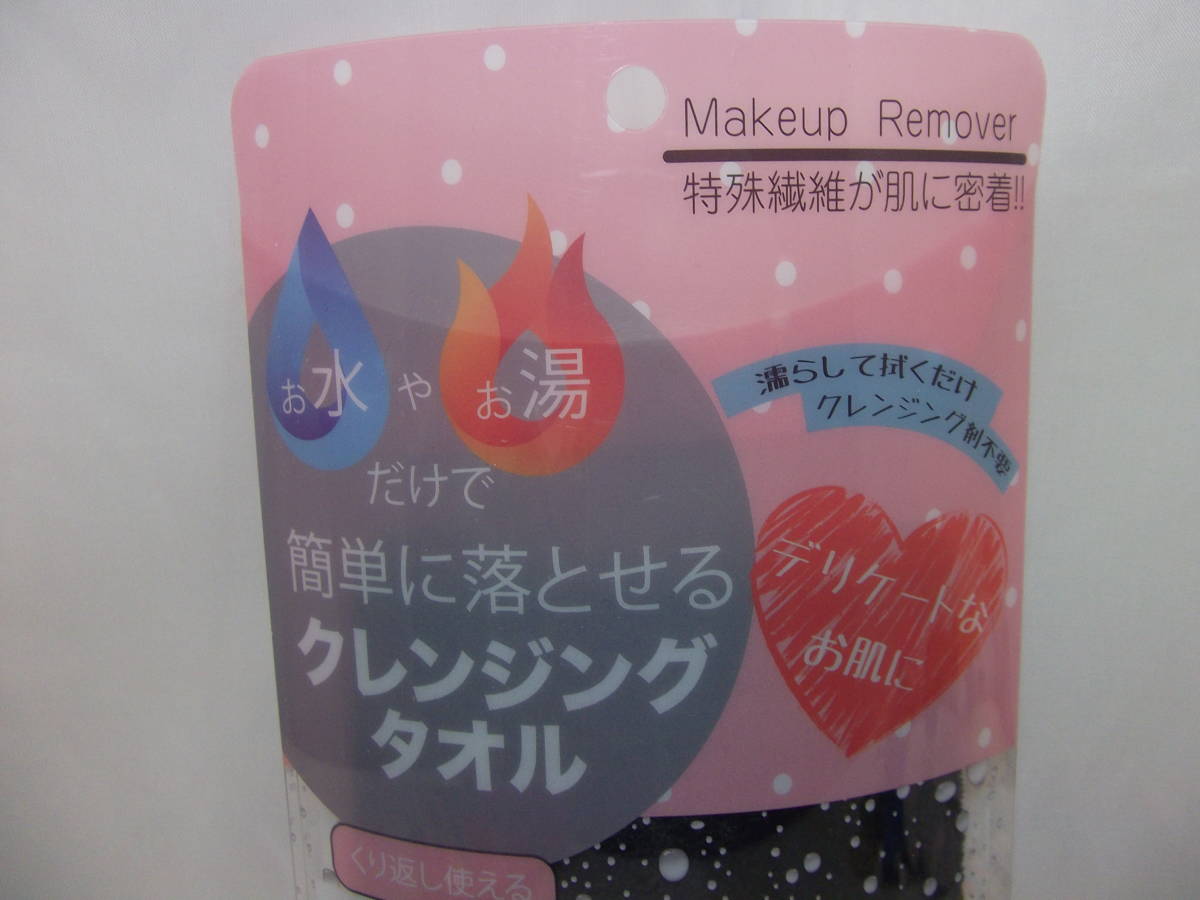 Makeup Remover
特殊繊維が肌に密着!!
お水やお湯
だけで
簡単に落とせる
クレンジング
タオル
濡らして拭くだけ
クレンジング剤不要
デリケートな
お肌に
くり返し使える